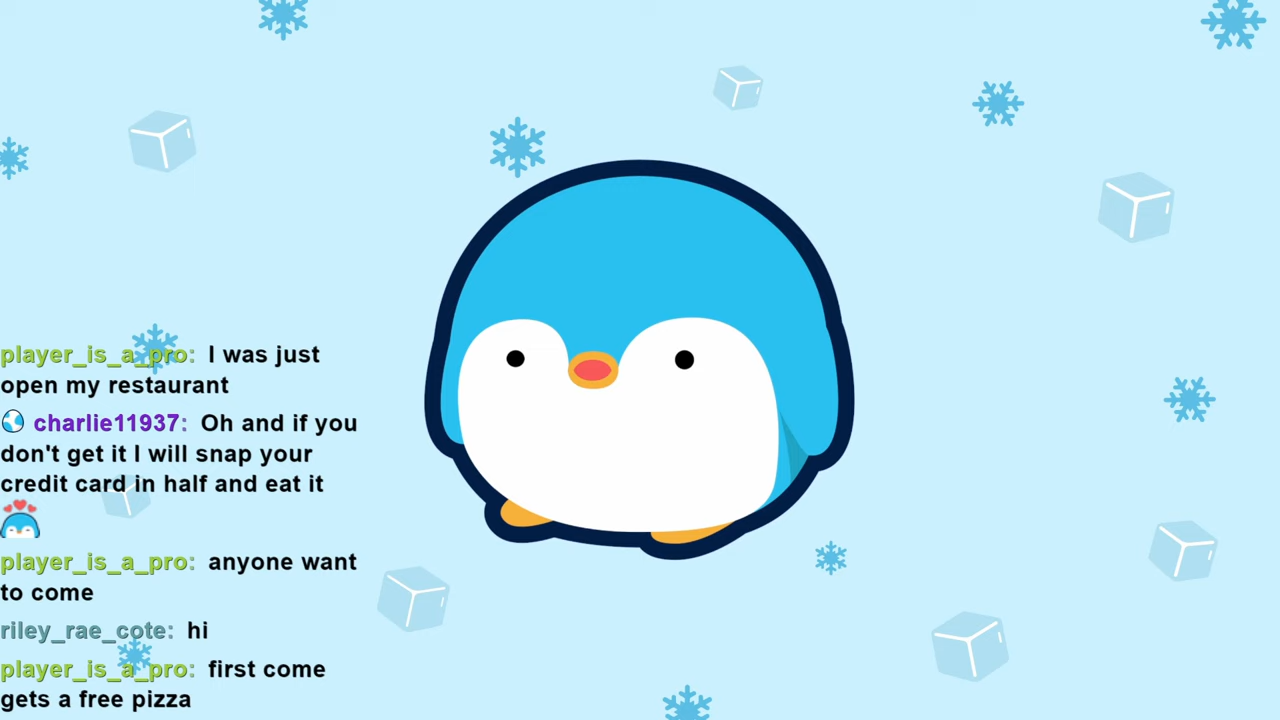 player_is_a_pro: I was just
open my restaurant
charlie11937: Oh and if you
don't get it I will snap your
credit card in half and eat it
player_is_a_pro: anyone want
to come
riley_rae_cote: hi
player_is_a_pro: first come
gets a free pizza